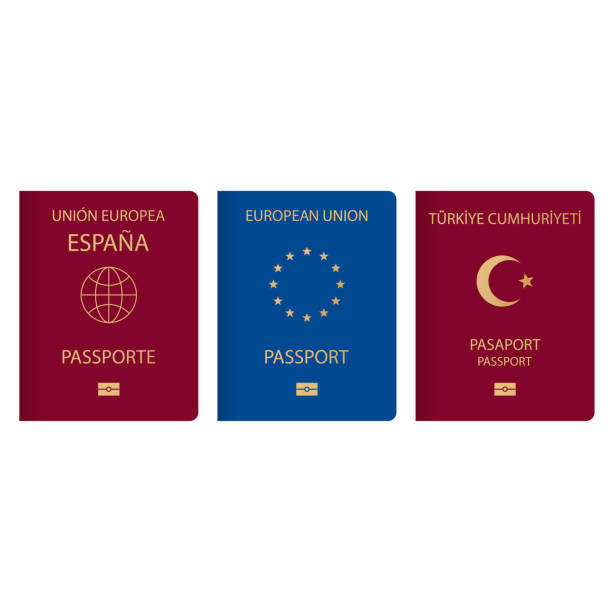 UNIÓN EUROPEA
ESPAÑA
PASSPORTE
EUROPEAN UNION
PASSPORT
TÜRKİYE CUMHURİYETİ
PASAPORT
PASSPORT